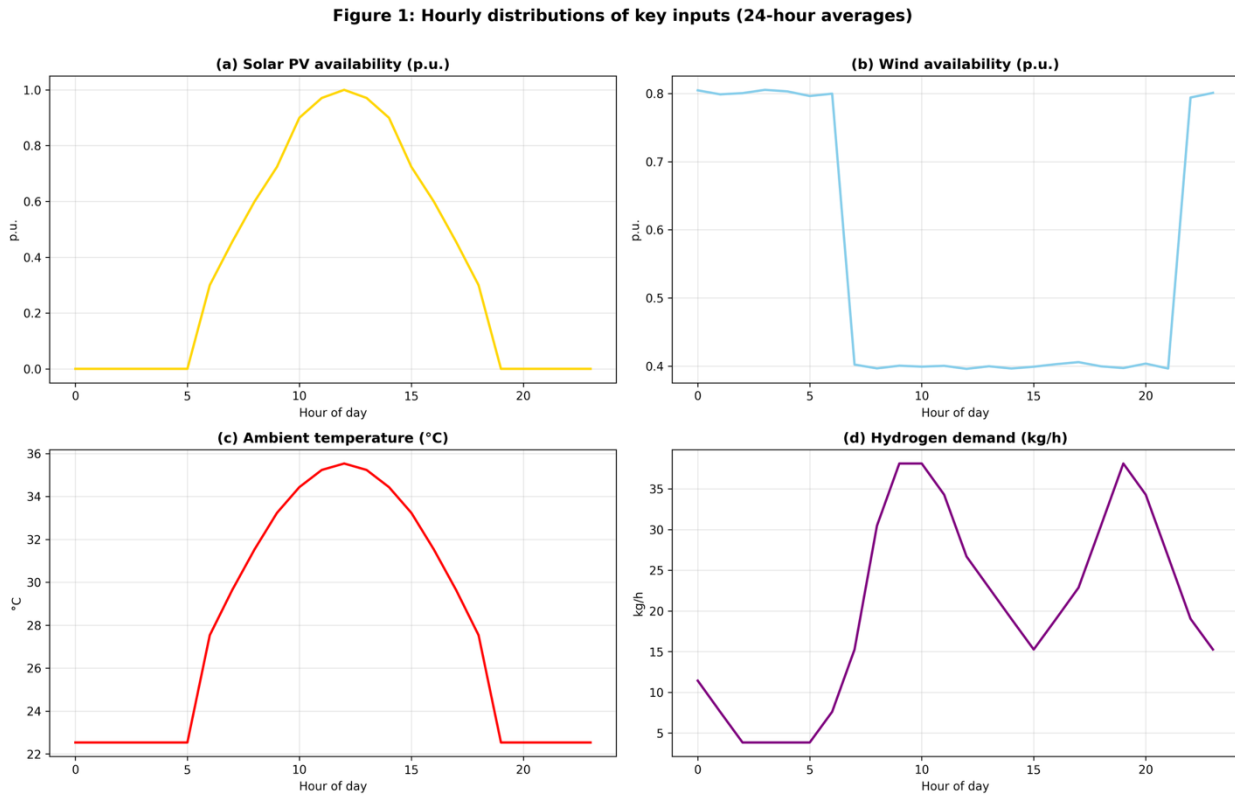 Figure 1: Hourly distributions of key inputs (24-hour averages)
(a) Solar PV availability (p.u.)
1.0
0.8
0.6
0.4
0.2
0.0
p.u.
0 5 10 15 20
Hour of day
(b) Wind availability (p.u.)
0.8
0.7
0.6
0.5
0.4
p.u.
0 5 10 15 20
Hour of day
(c) Ambient temperature (°C)
36
34
32
30
28
26
24
22
°C
0 5 10 15 20
Hour of day
(d) Hydrogen demand (kg/h)
35
30
25
20
15
10
5
kg/h
0 5 10 15 20
Hour of day